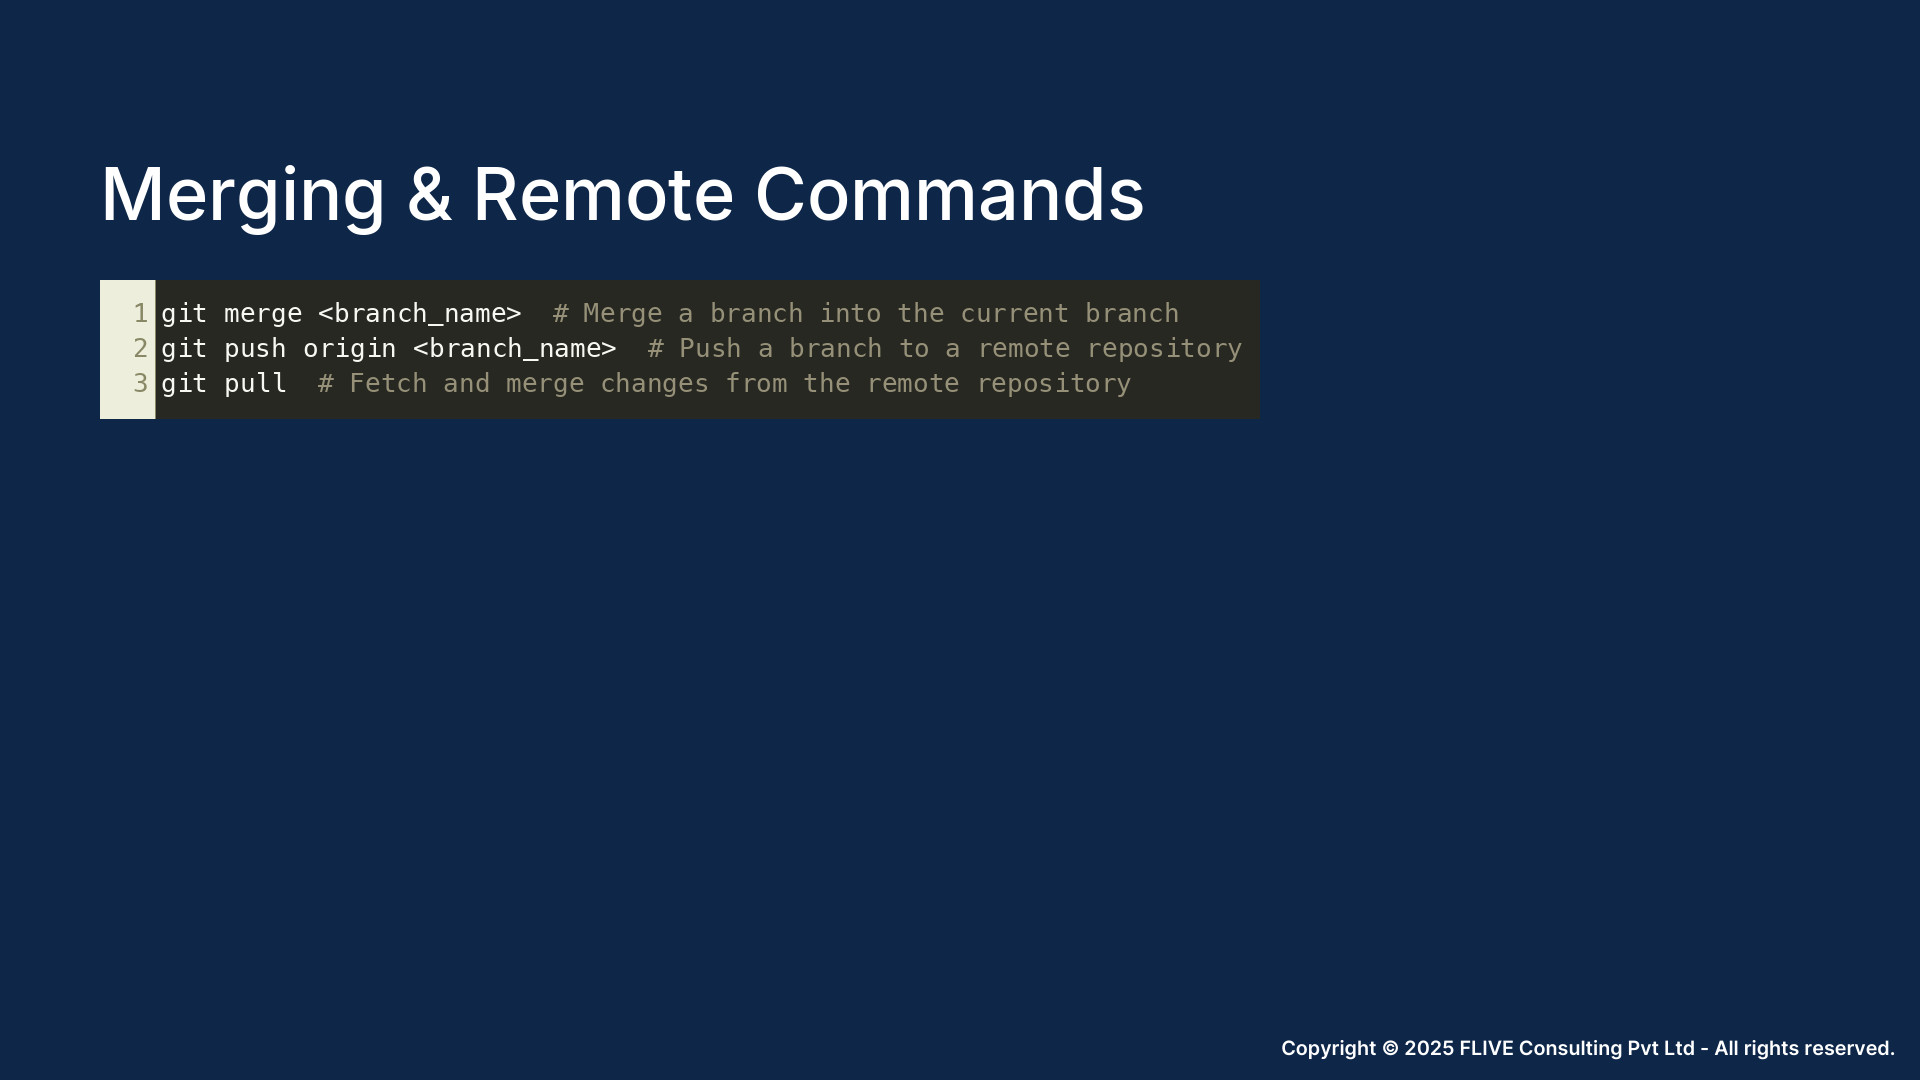 Merging & Remote Commands
1 git merge <branch_name>  # Merge a branch into the current branch
2 git push origin <branch_name>  # Push a branch to a remote repository
3 git pull  # Fetch and merge changes from the remote repository
Copyright © 2025 FLIVE Consulting Pvt Ltd - All rights reserved.